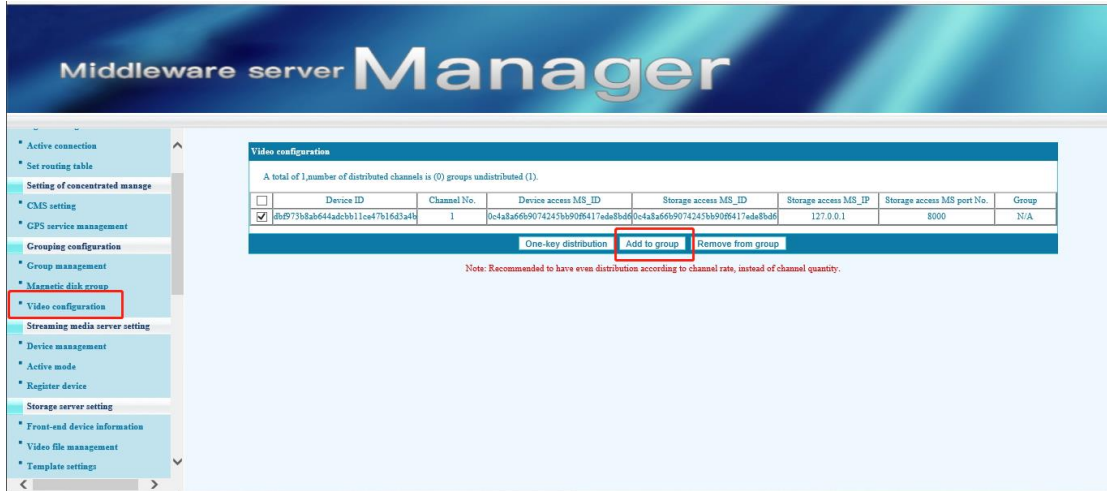 Middleware server Manager
Active connection
Set routing table
Setting of concentrated manage
CMS setting
GPS service management
Grouping configuration
Group management
Magnetic disk group
Video configuration
Streaming media server setting
Device management
Active mode
Register device
Storage server setting
Front-end device information
Video file management
Template settings
Video configuration
A total of 1,number of distributed channels is (0) groups undistributed (1).
Device ID Channel No. Device access MS_ID Storage access MS_ID Storage access MS_IP Storage access MS port No. Group
dbf973b8ab644adcbb11ce47b16d3a4b 1 0c4a8a66b9074245bb90f6417ede8bd6 0c4a8a66b9074245bb90f6417ede8bd6 127.0.0.1 8000 N/A
One-key distribution Add to group Remove from group
Note: Recommended to have even distribution according to channel rate, instead of channel quantity.